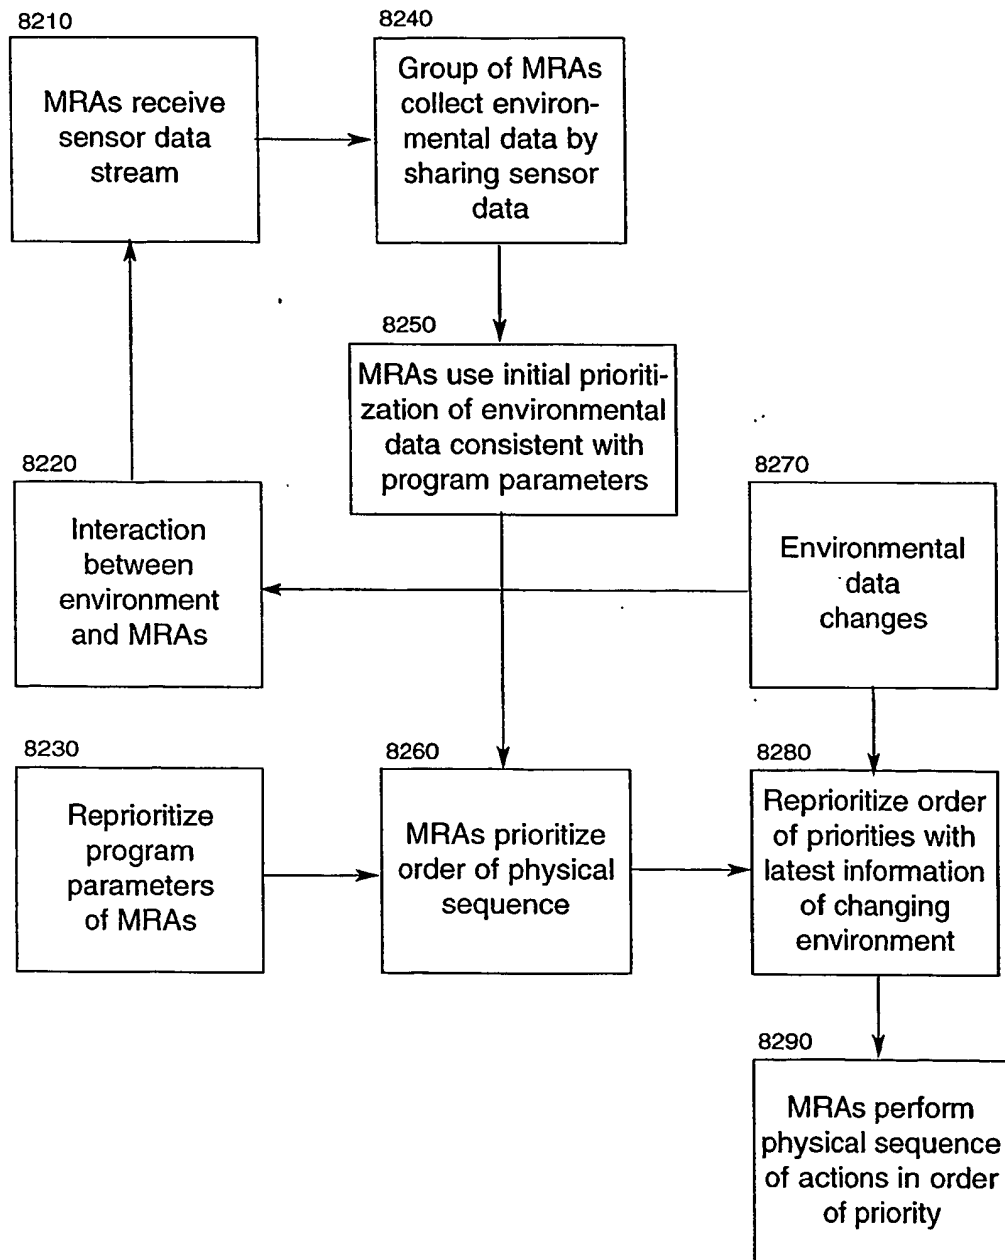 8210
MRAs receive
sensor data
stream
8240
Group of MRAs
collect environ-
mental data by
sharing sensor
data
8250
MRAs use initial prioriti-
zation of environmental
data consistent with
program parameters
8220
Interaction
between
environment
and MRAs
8270
Environmental
data
changes
8230
Reprioritize
program
parameters
of MRAs
8260
MRAs prioritize
order of physical
sequence
8280
Reprioritize order
of priorities with
latest information
of changing
environment
8290
MRAs perform
physical sequence
of actions in order
of priority